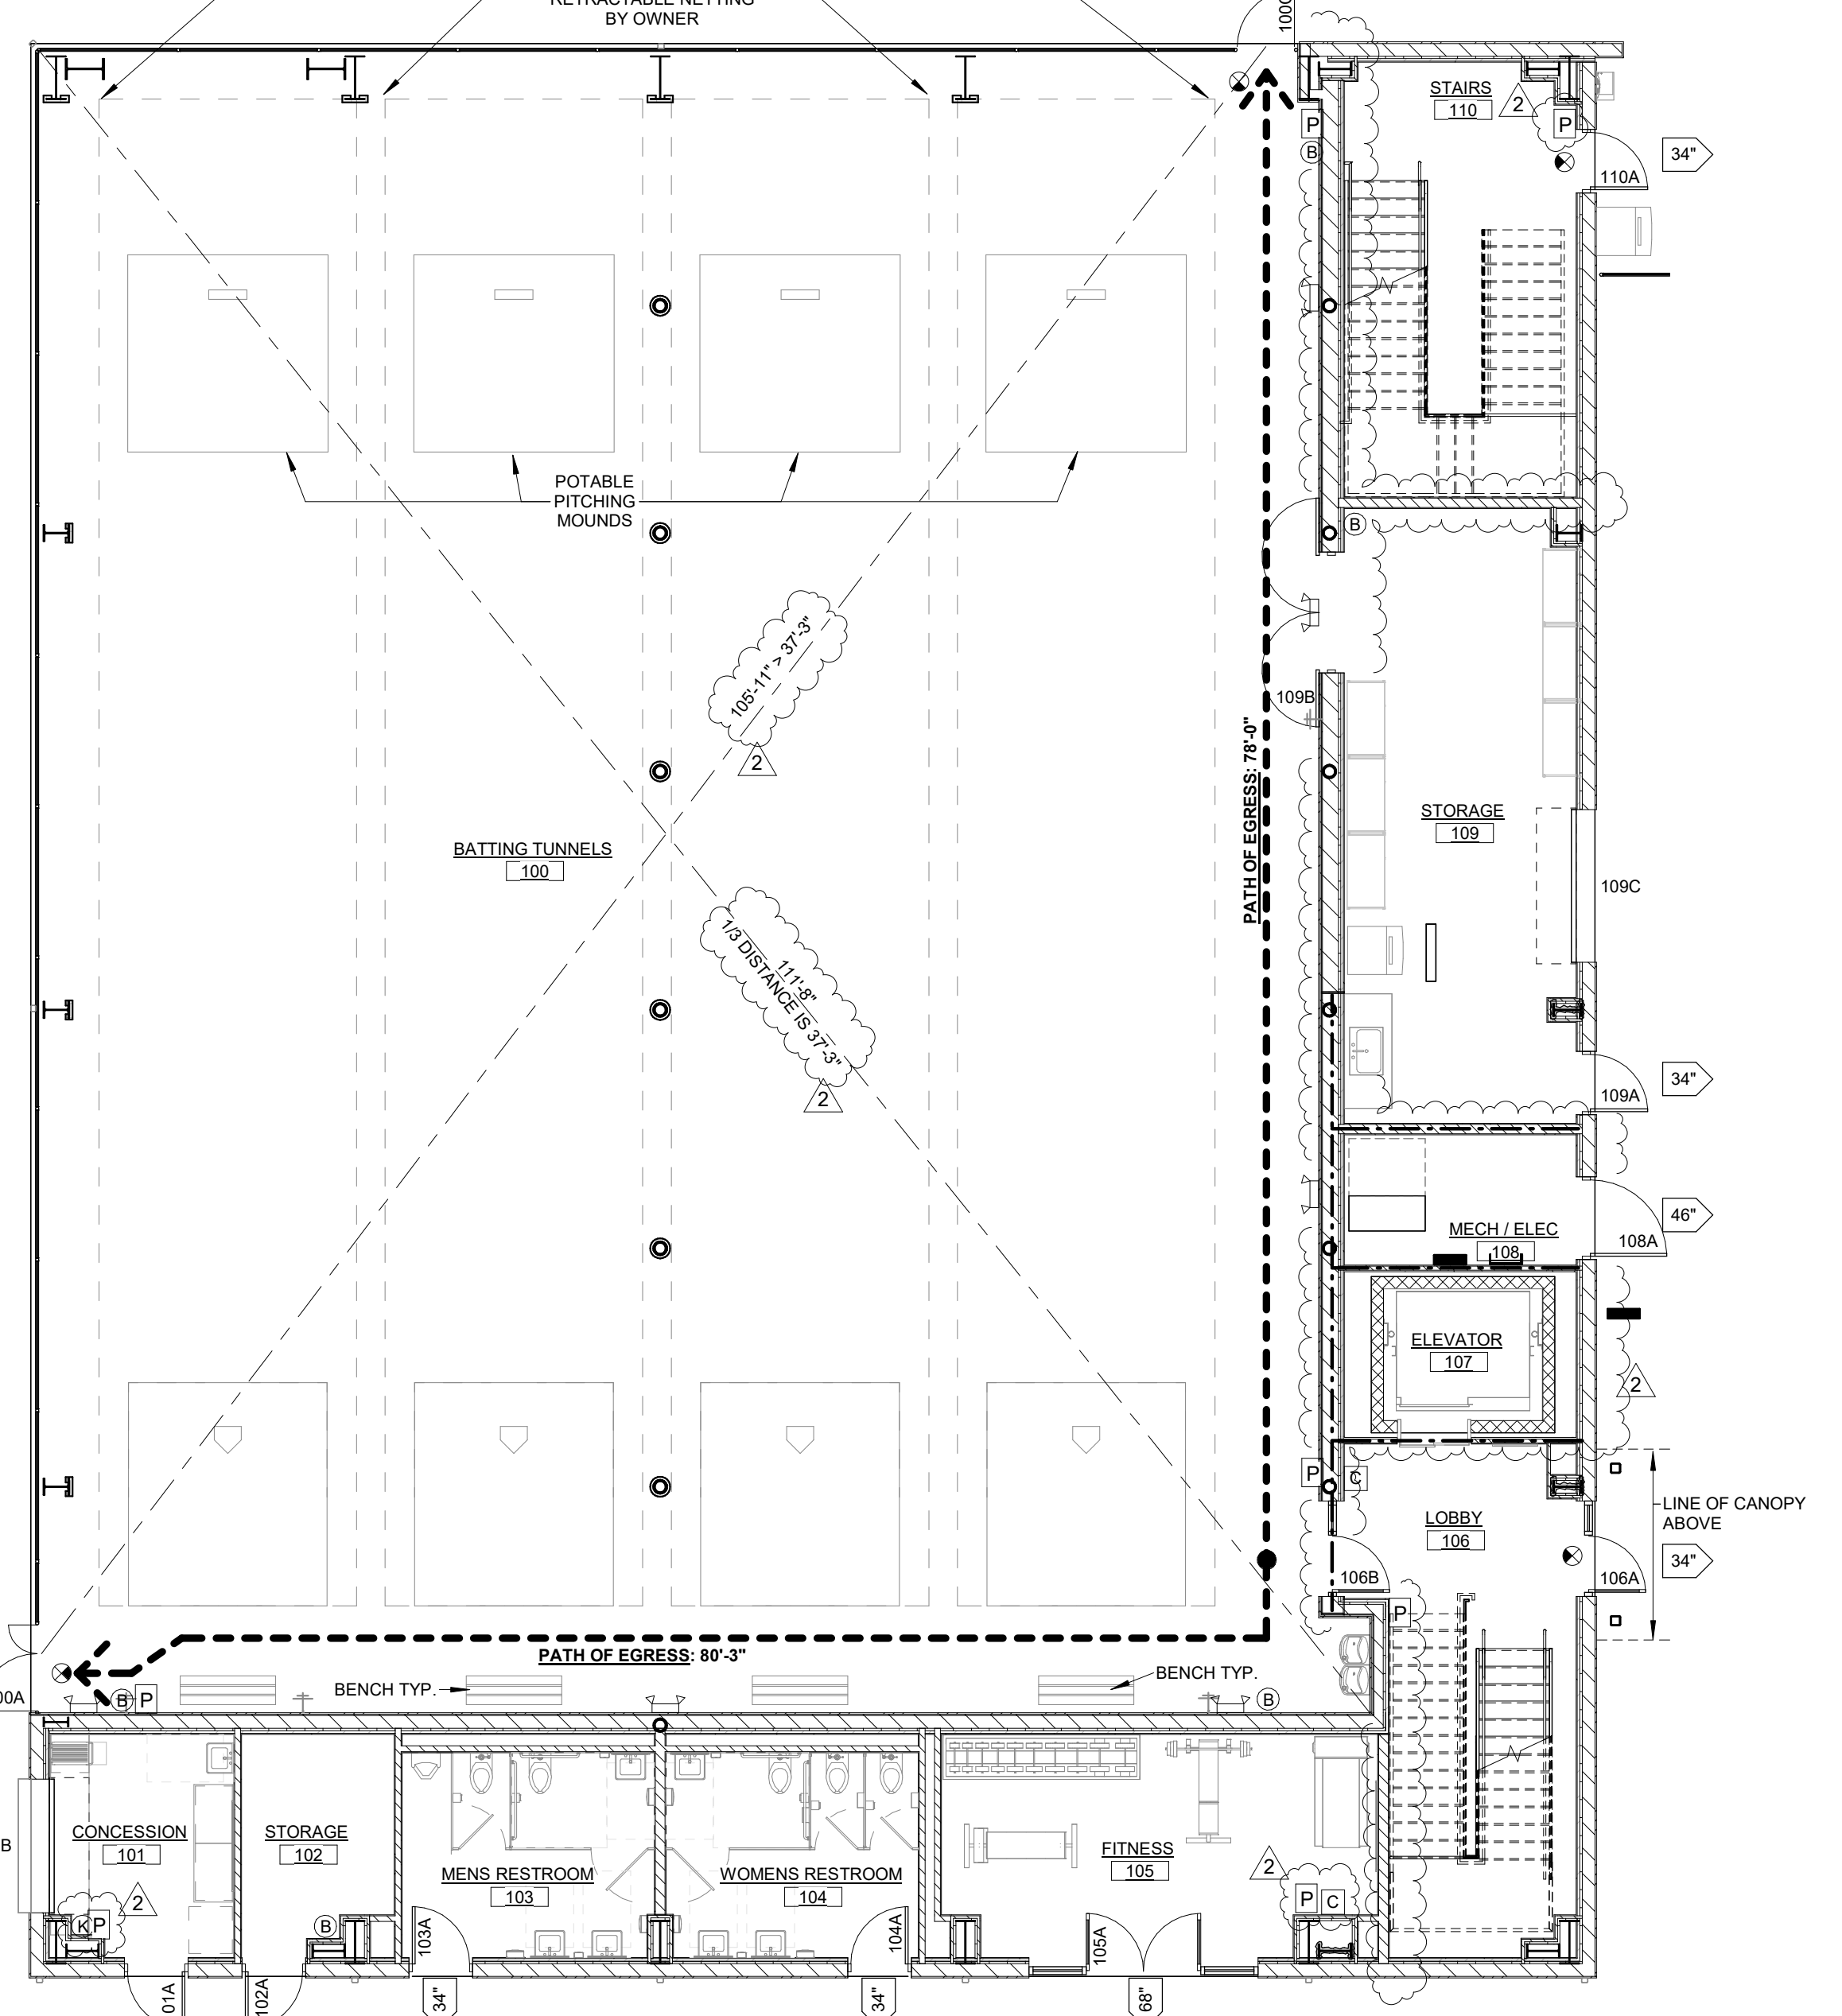 RETRACTABLE NETTING
BY OWNER
100C
STAIRS
110
2
P
P
B
34"
110A
POTABLE
PITCHING
MOUNDS
B
105'-11" > 37'-3"
2
109B
PATH OF EGRESS: 78'-0"
STORAGE
109
BATTING TUNNELS
100
109C
111'-8"
1/3 DISTANCE IS 37'-3"
2
34"
109A
46"
MECH / ELEC
108
108A
ELEVATOR
107
2
P
C
LINE OF CANOPY
ABOVE
LOBBY
106
34"
106B
106A
P
PATH OF EGRESS: 80'-3"
BENCH TYP.
BENCH TYP.
00A
B
P
B
CONCESSION
101
STORAGE
102
MENS RESTROOM
103
WOMENS RESTROOM
104
FITNESS
105
B
2
2
K
P
B
P
C
01A
102A
103A
104A
105A
34"
34"
68"